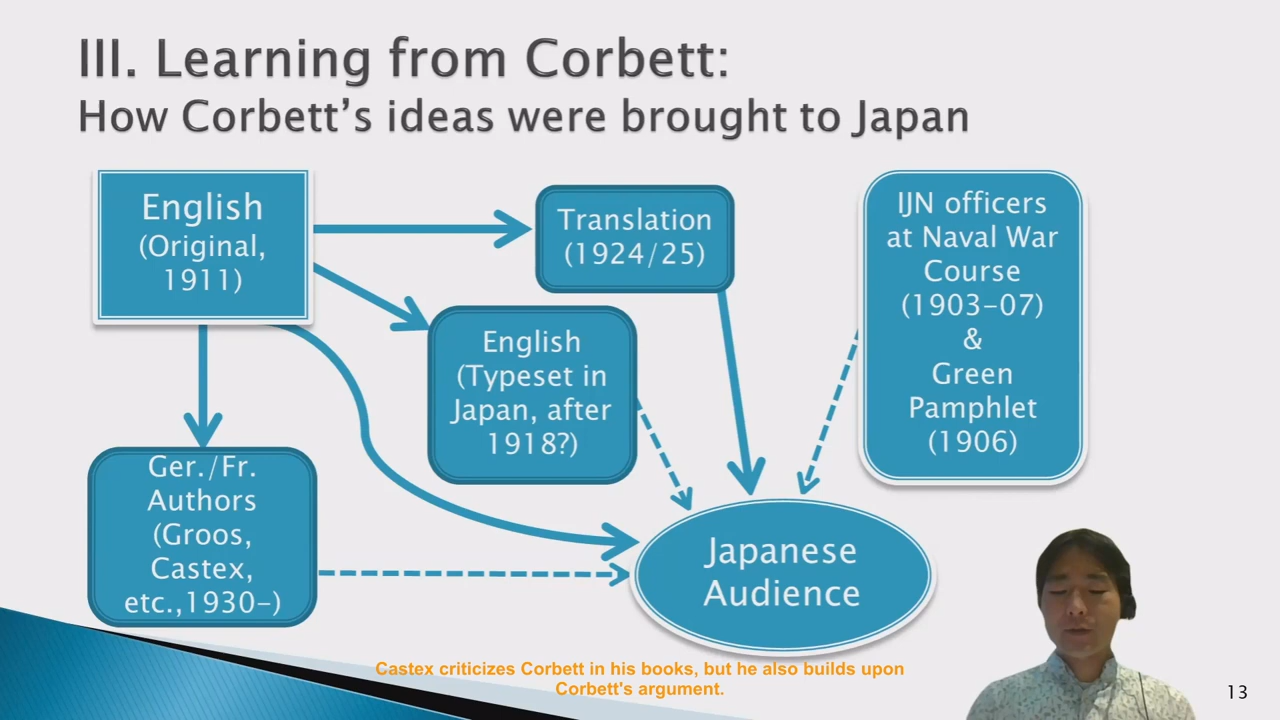 III. Learning from Corbett:
How Corbett’s ideas were brought to Japan
English
(Original,
1911)
Translation
(1924/25)
IJN officers
at Naval War
Course
(1903-07)
&
Green
Pamphlet
(1906)
English
(Typeset in
Japan, after
1918?)
Ger./Fr.
Authors
(Groos,
Castex,
etc.,1930-)
Japanese
Audience
Castex criticizes Corbett in his books, but he also builds upon
Corbett's argument.
13